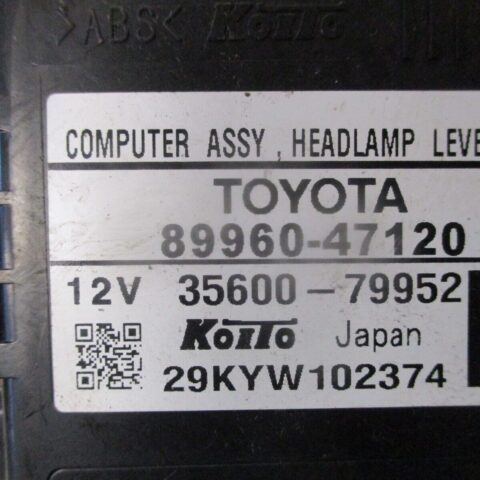 >ABS< KOITO
COMPUTER ASSY, HEADLAMP LEVE
TOYOTA
89960-47120
12V 35600-79952
KOITO Japan
29KYW102374